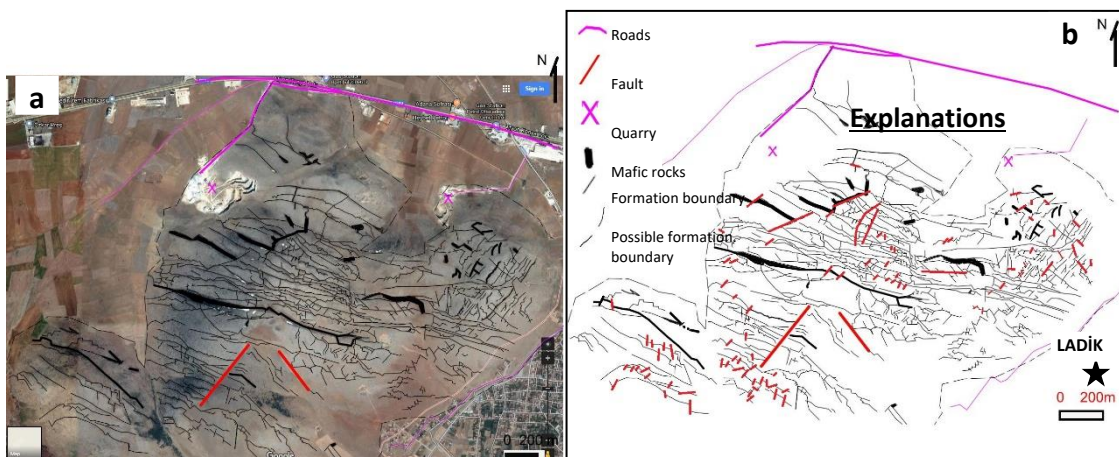 a
N
Sign in
Google
0 200m
b
N
Explanations
Roads
Fault
Quarry
Mafic rocks
Formation boundary
Possible formation
boundary
LADİK
0 200m